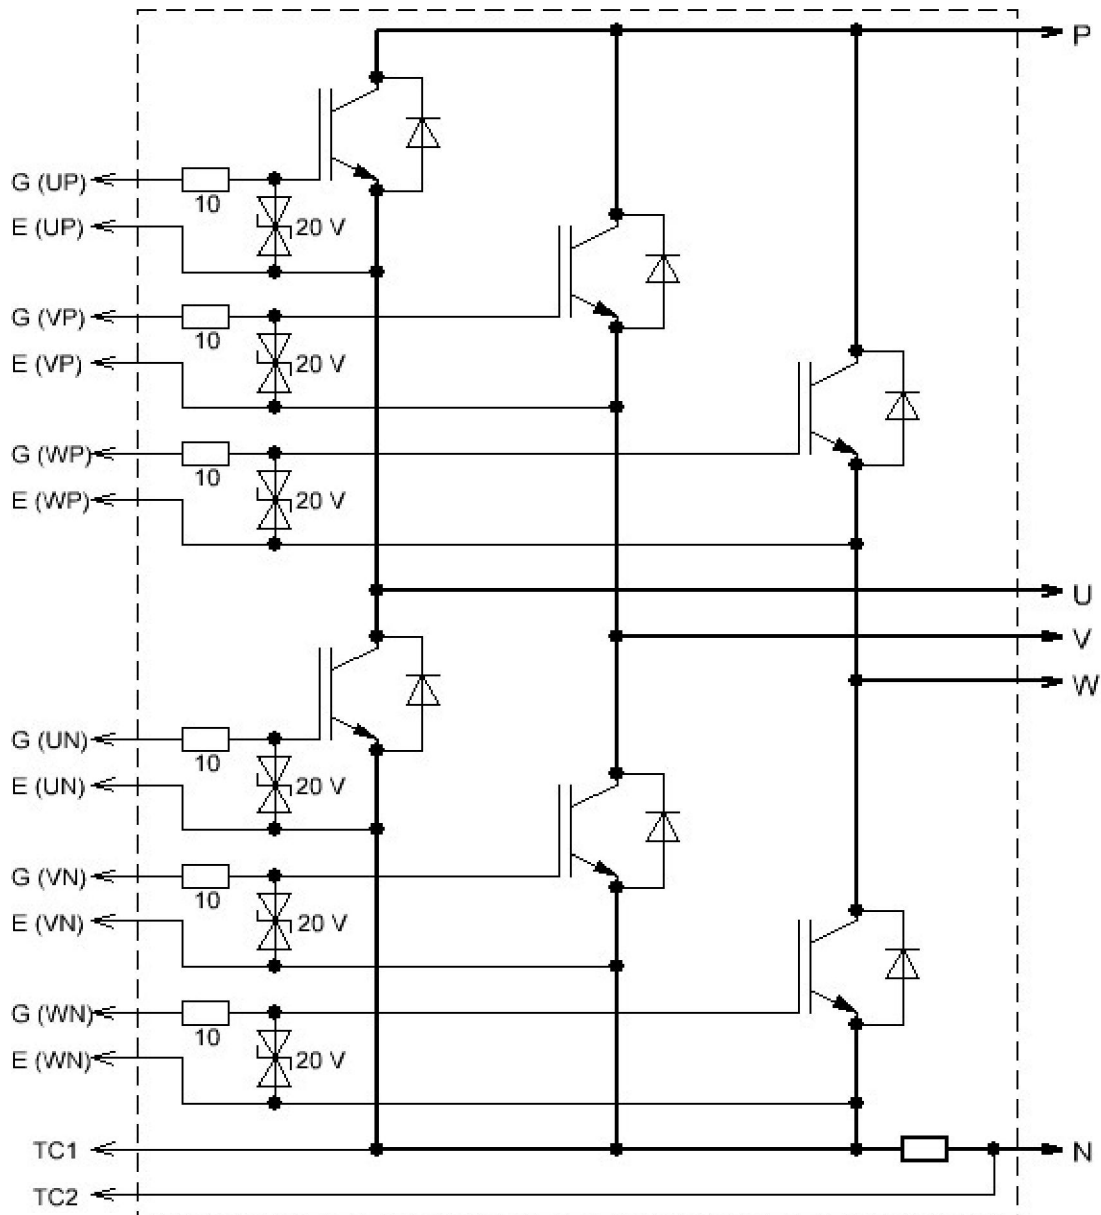 P
G (UP)
10
20 V
E (UP)
G (VP)
10
20 V
E (VP)
G (WP)
10
20 V
E (WP)
U
V
W
G (UN)
10
20 V
E (UN)
G (VN)
10
20 V
E (VN)
G (WN)
10
20 V
E (WN)
TC1
N
TC2